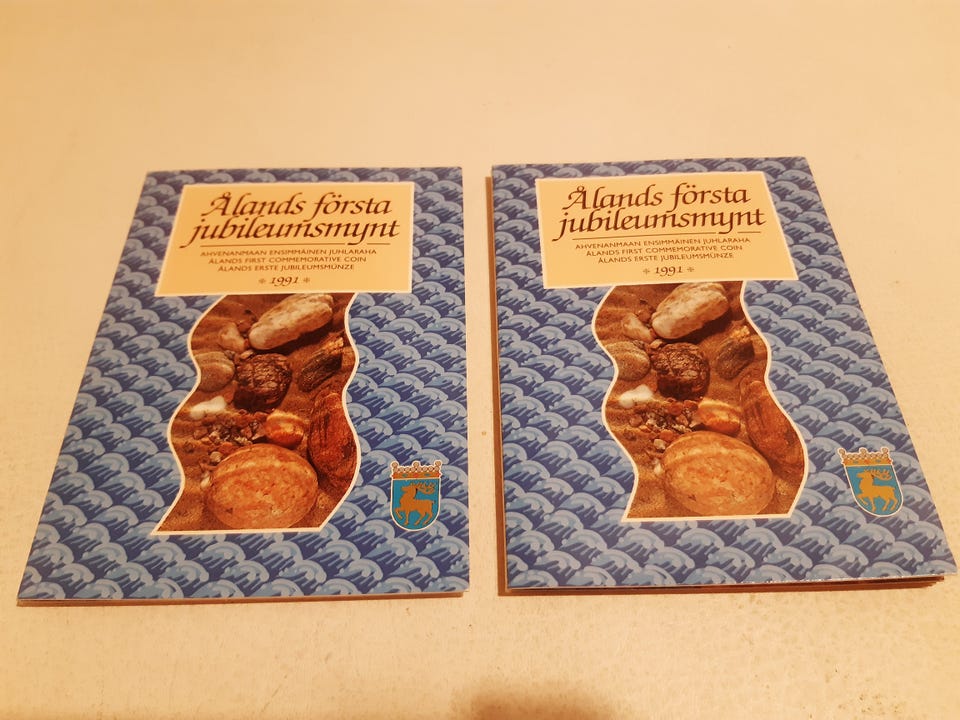 Ålands första
jubileumsmynt
AHVENANMAAN ENSIMMÄINEN JUHLARAHA
ÅLANDS FIRST COMMEMORATIVE COIN
ÅLANDS ERSTE JUBILEUMSMÜNZE
* 1991 *
Ålands första
jubileumsmynt
AHVENANMAAN ENSIMMÄINEN JUHLARAHA
ÅLANDS FIRST COMMEMORATIVE COIN
ÅLANDS ERSTE JUBILEUMSMÜNZE
* 1991 *